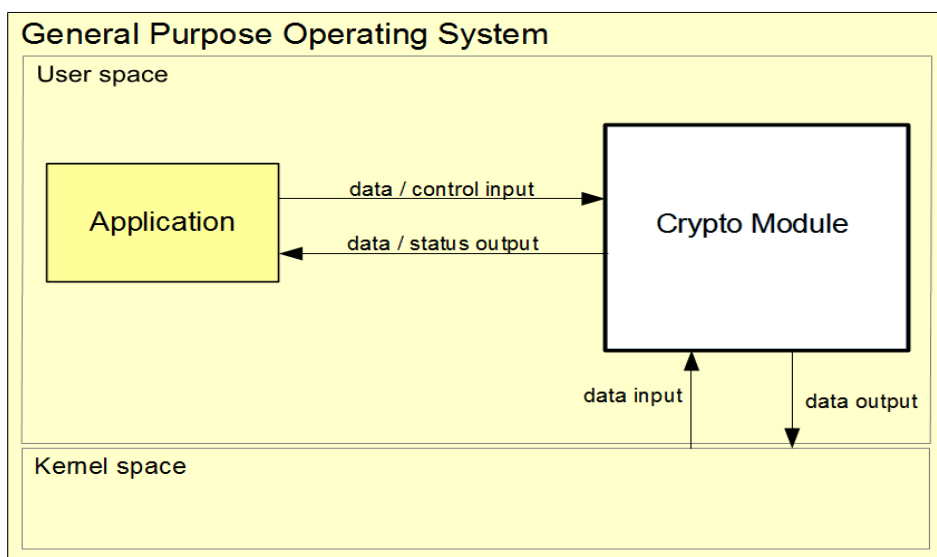 General Purpose Operating System
User space
Application
data / control input
data / status output
Crypto Module
data input
data output
Kernel space